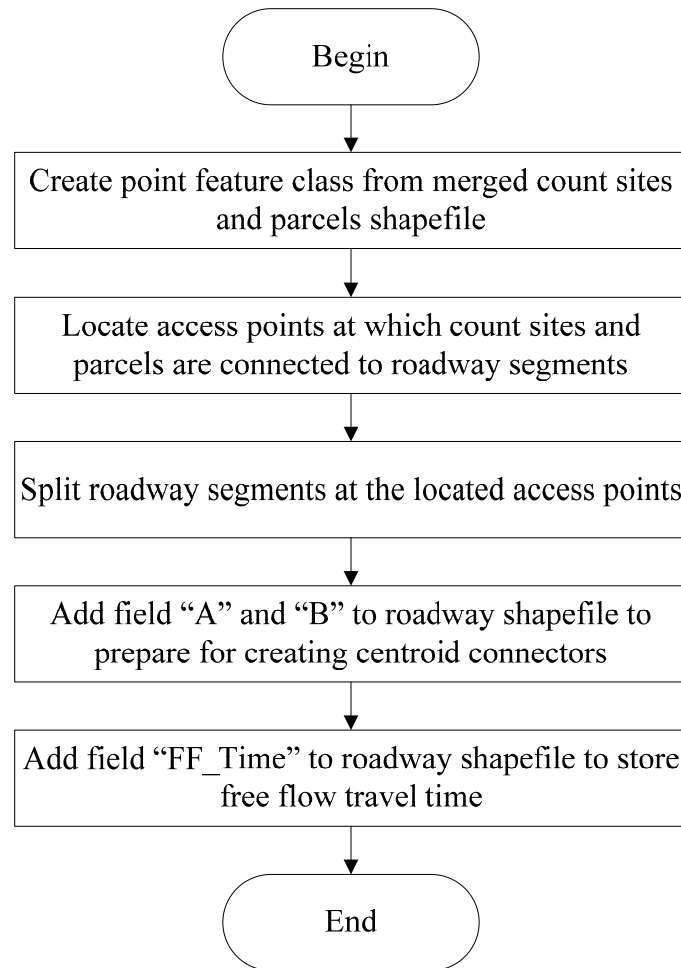 Begin
Create point feature class from merged count sites
and parcels shapefile
Locate access points at which count sites and
parcels are connected to roadway segments
Split roadway segments at the located access points
Add field “A” and “B” to roadway shapefile to
prepare for creating centroid connectors
Add field “FF_Time” to roadway shapefile to store
free flow travel time
End